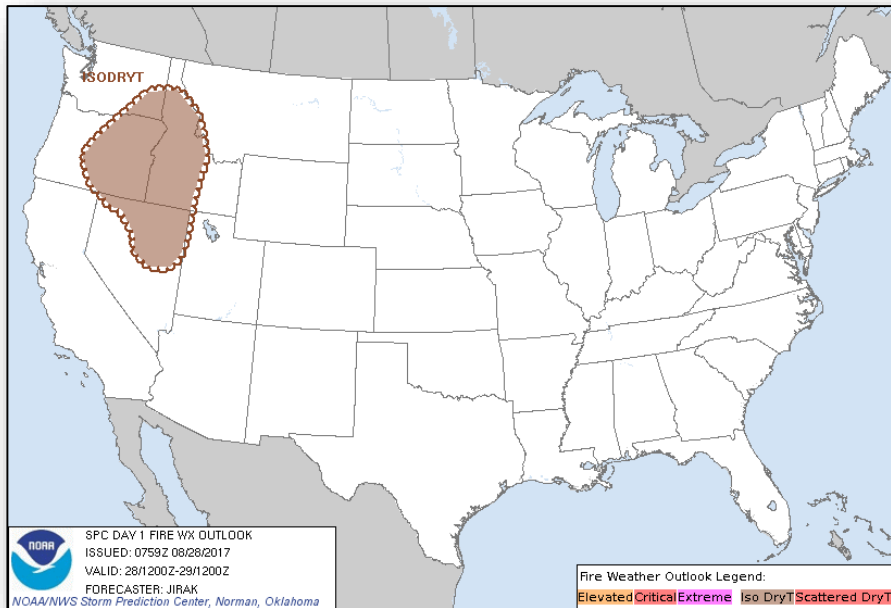 ISODRYT
NOAA
SPC DAY 1 FIRE WX OUTLOOK
ISSUED: 0759Z 08/28/2017
VALID: 28/1200Z-29/1200Z
FORECASTER: JIRAK
NOAA/NWS Storm Prediction Center, Norman, Oklahoma
Fire Weather Outlook Legend:
Elevated Critical Extreme Iso DryT Scattered DryT